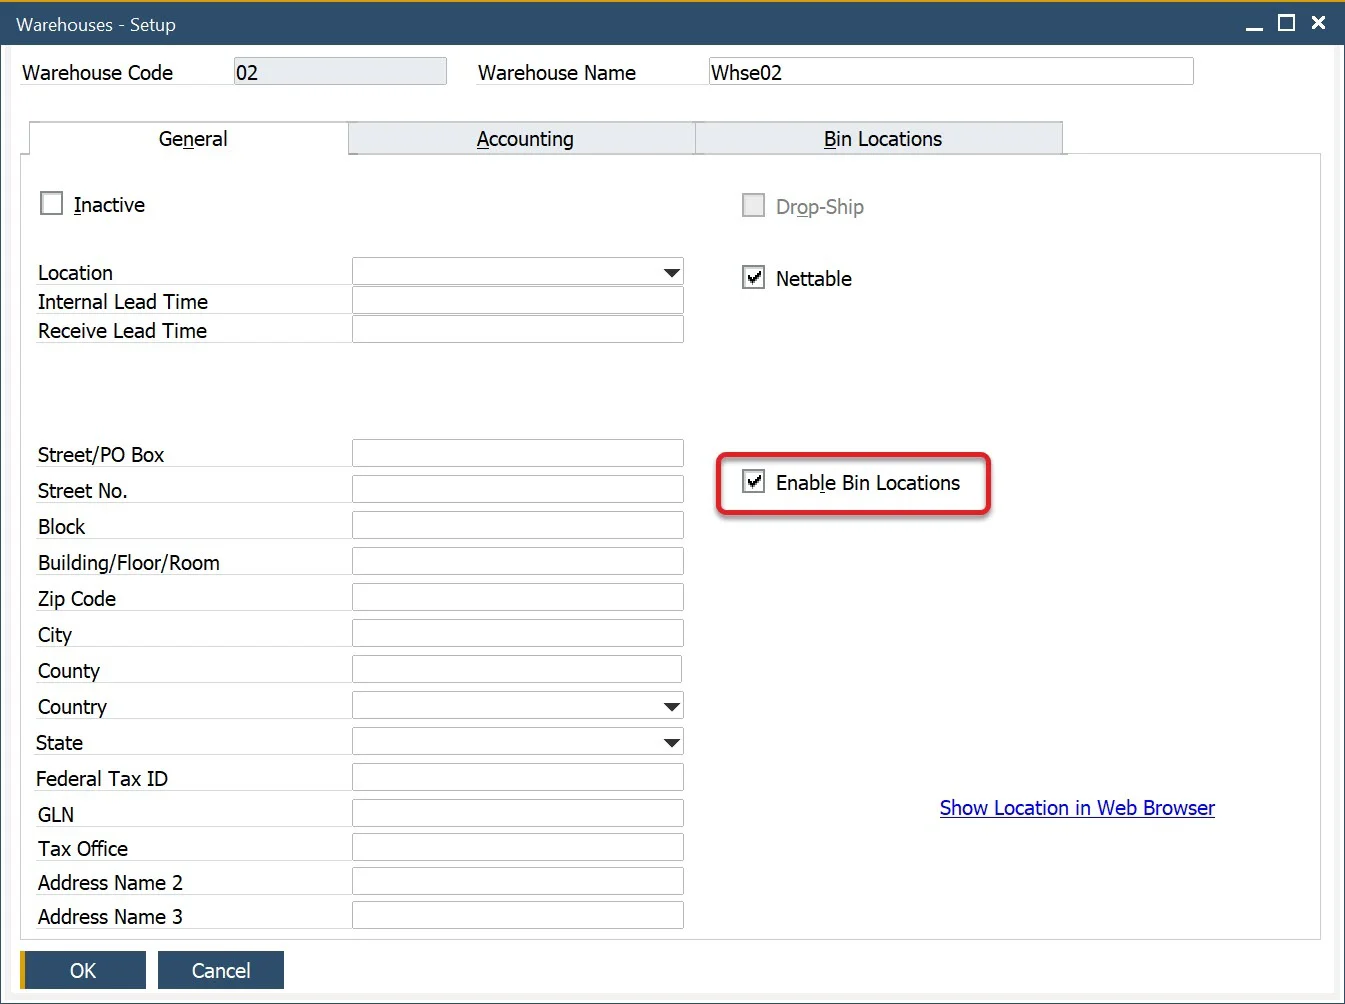 Warehouses - Setup
Warehouse Code 02 Warehouse Name Whse02
General Accounting Bin Locations
Inactive Drop-Ship
Location Nettable
Internal Lead Time
Receive Lead Time
Street/PO Box
Street No. Enable Bin Locations
Block
Building/Floor/Room
Zip Code
City
County
Country
State
Federal Tax ID
GLN Show Location in Web Browser
Tax Office
Address Name 2
Address Name 3
OK Cancel